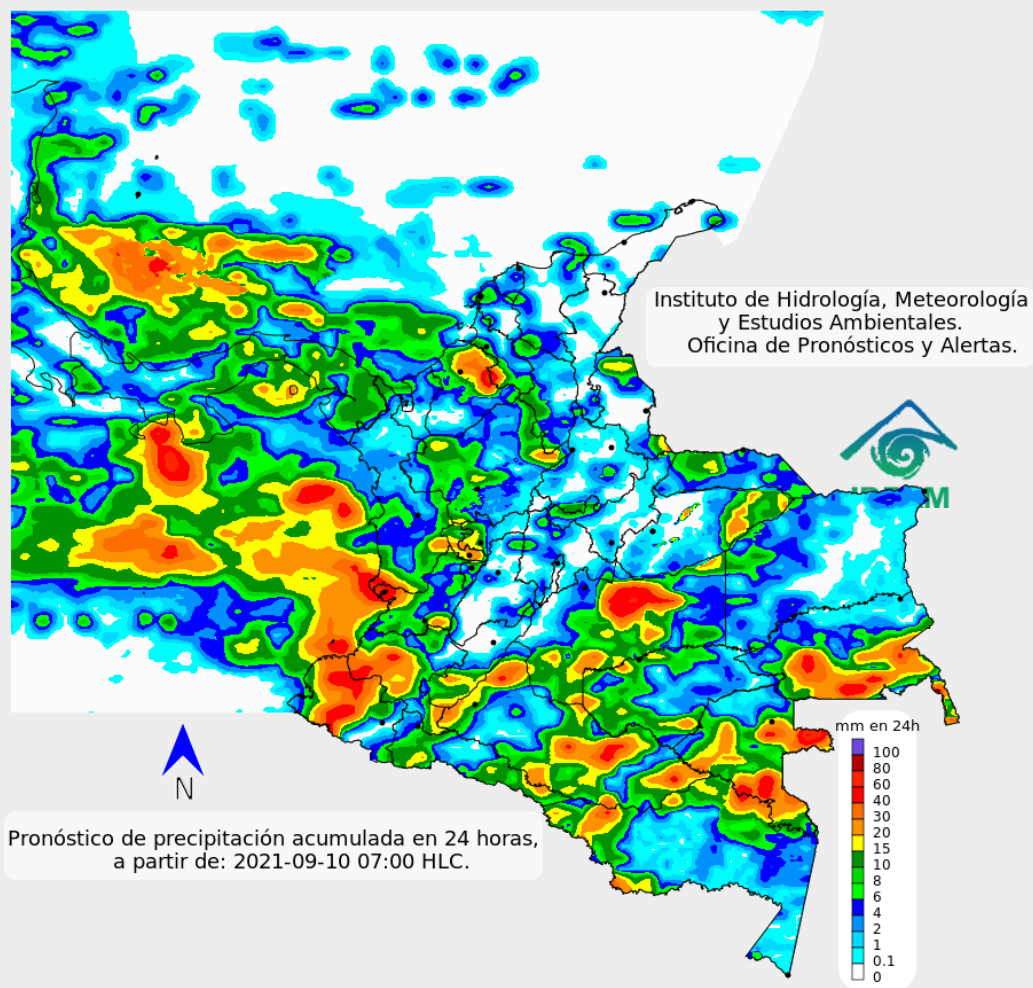 Instituto de Hidrología, Meteorología
y Estudios Ambientales.
Oficina de Pronósticos y Alertas.
IDEAM
N
Pronóstico de precipitación acumulada en 24 horas,
a partir de: 2021-09-10 07:00 HLC.
mm en 24h
100
80
60
40
30
20
15
10
8
6
4
2
1
0.1
0